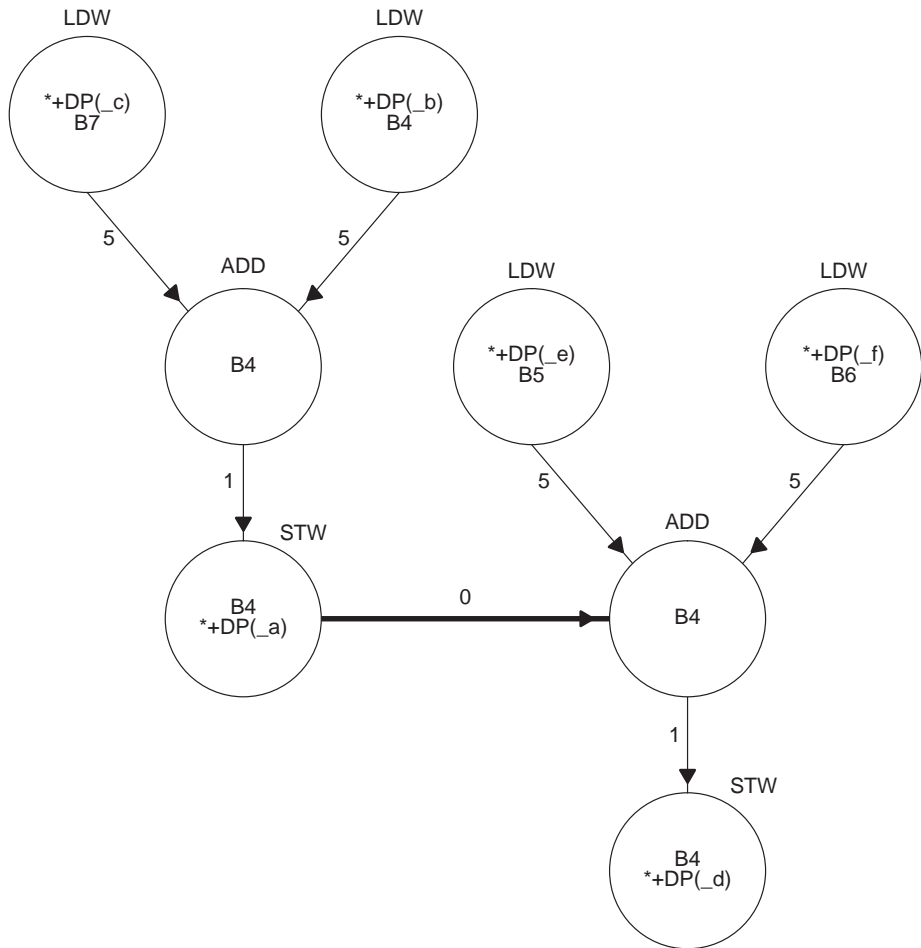 LDW
LDW
*+DP(_c)
B7
*+DP(_b)
B4
5
5
ADD
B4
LDW
LDW
*+DP(_e)
B5
*+DP(_f)
B6
1
5
5
STW
ADD
B4
*+DP(_a)
0
B4
1
STW
B4
*+DP(_d)